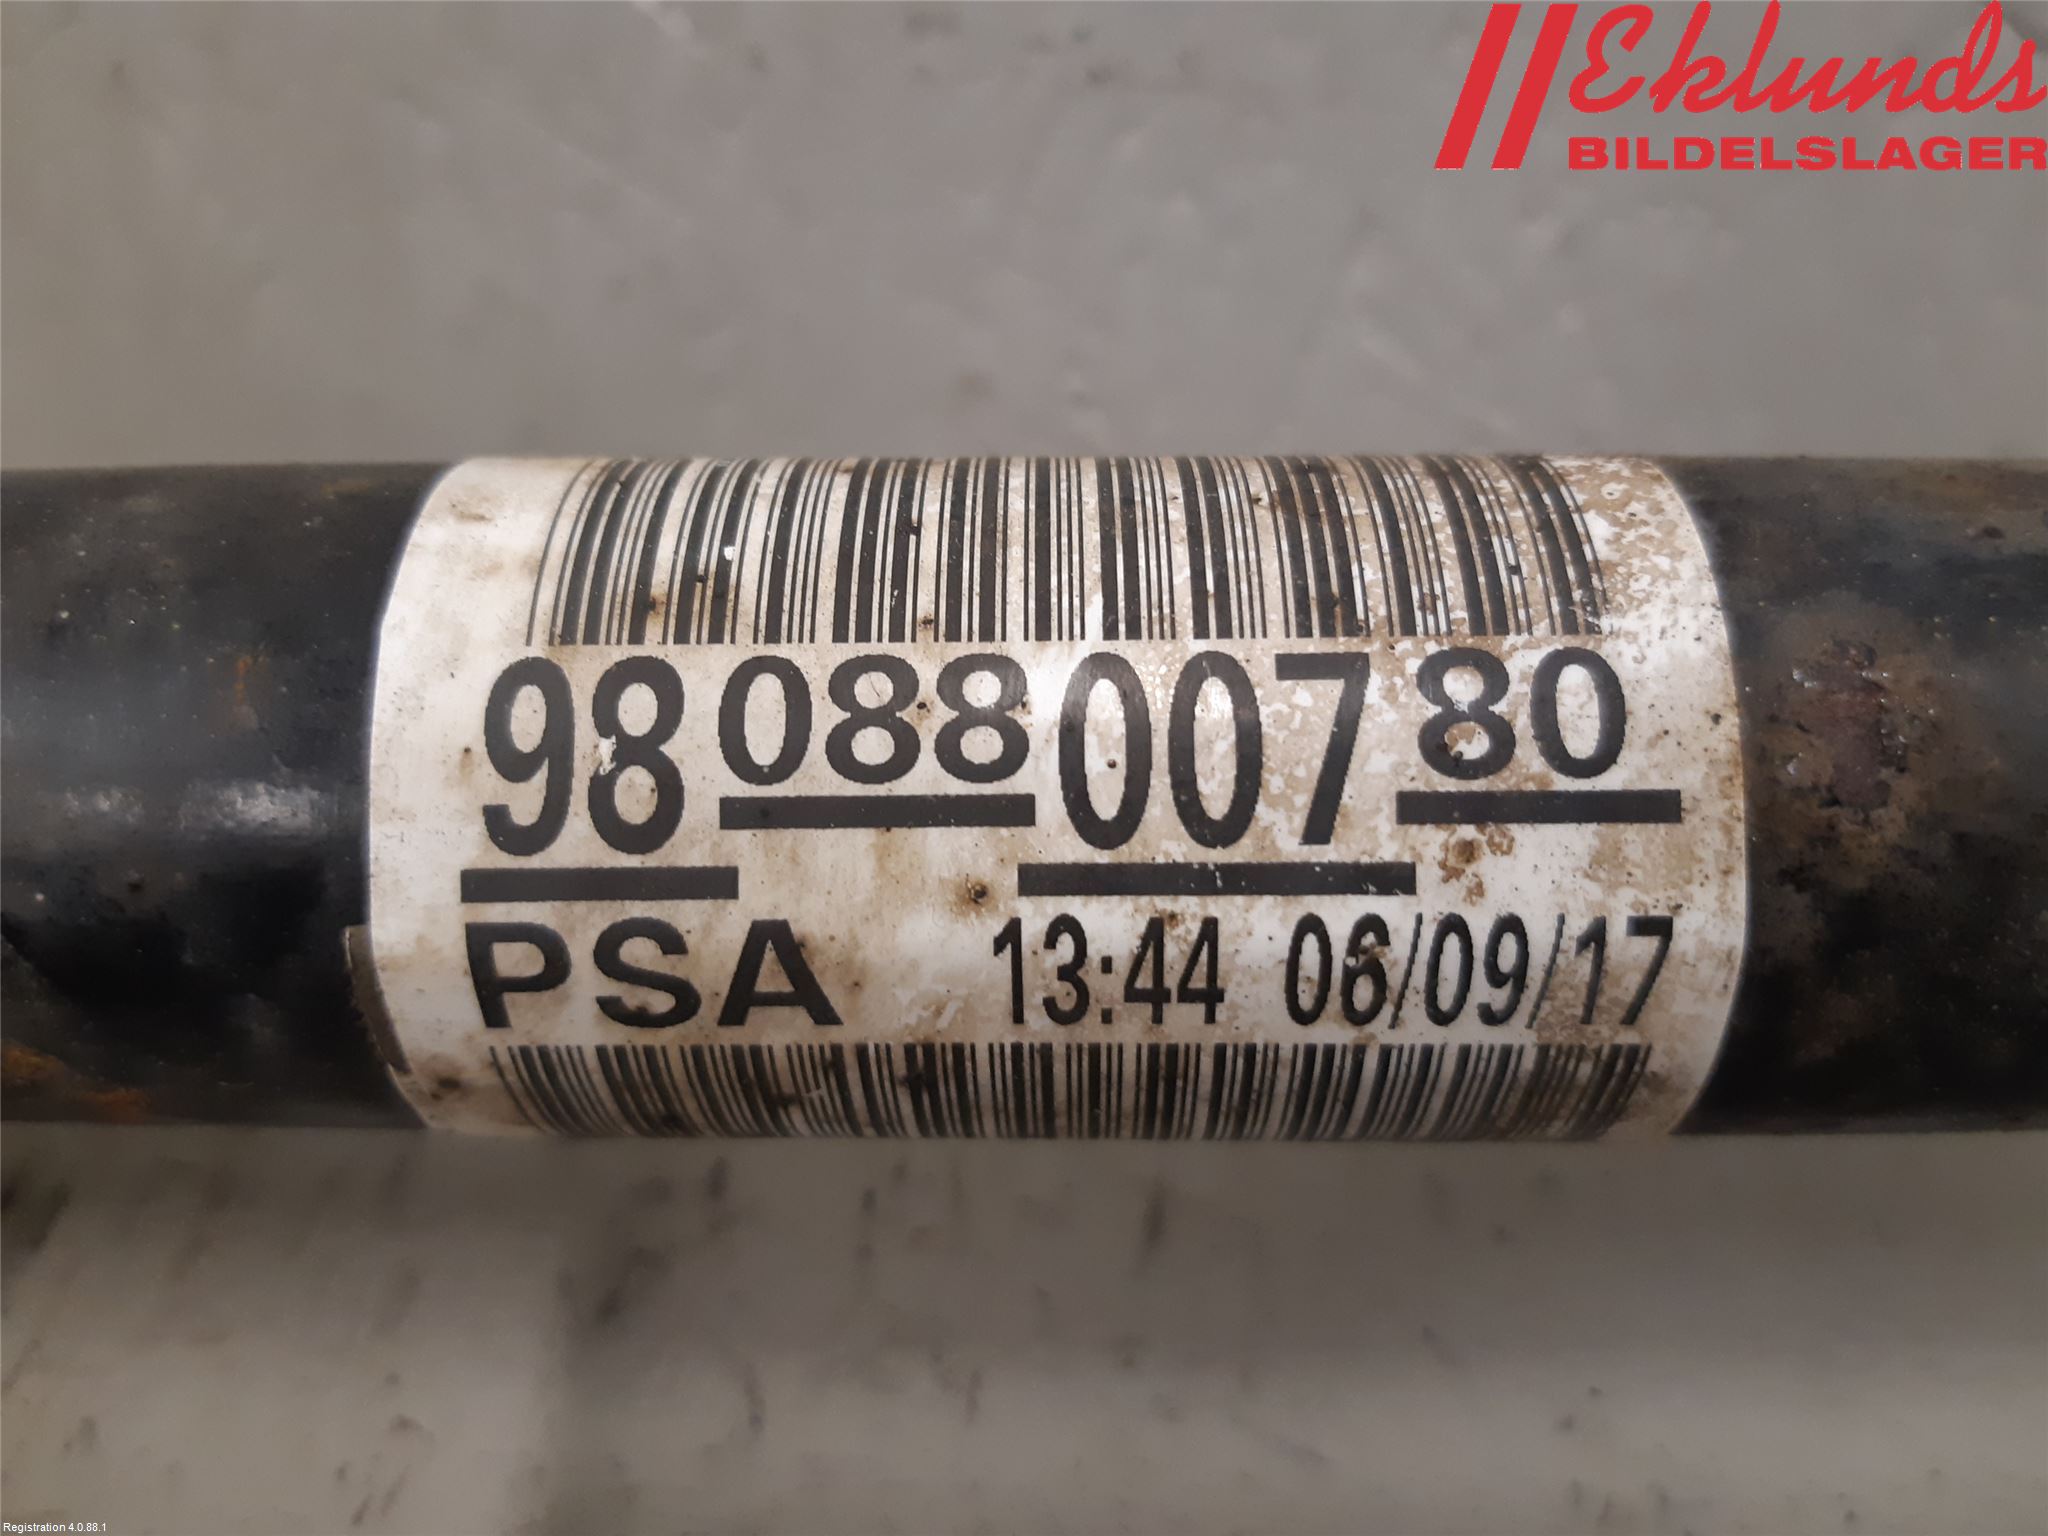 Eklunds
BILDELSLAGER
9808800780
PSA 13:44 06/09/17
Registration 4.0.88.1